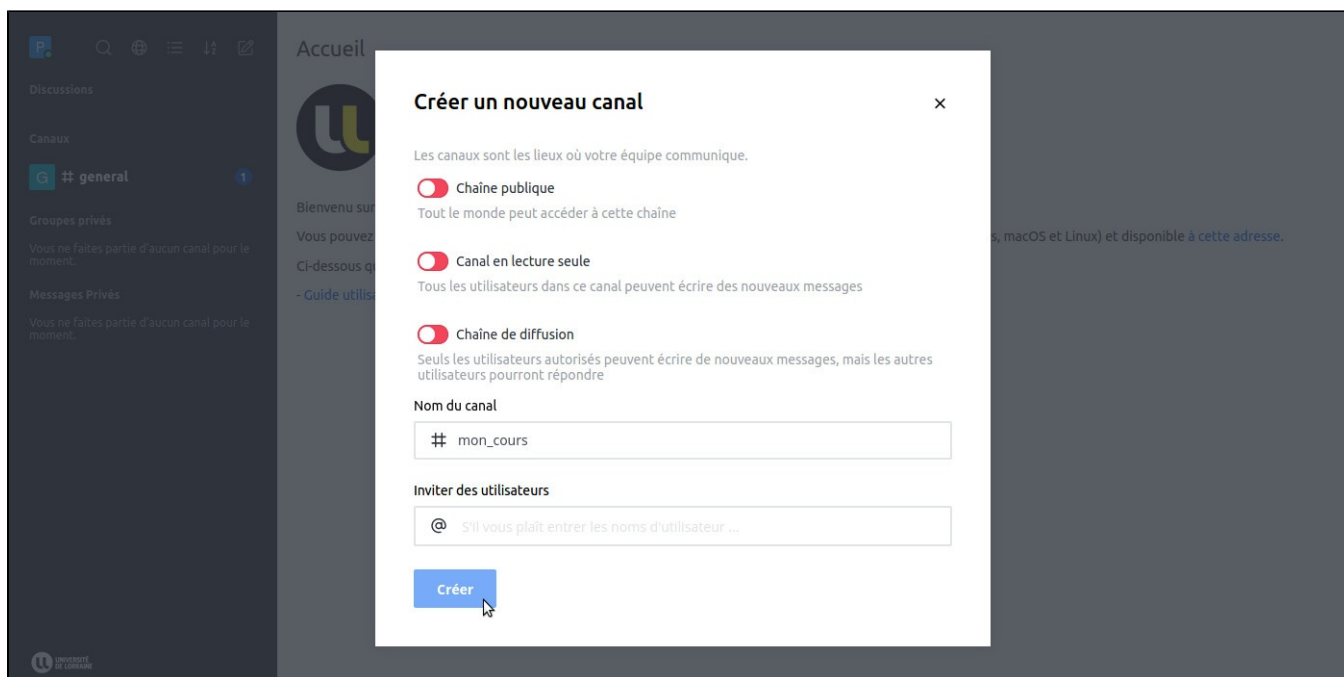 P.
Accueil
Discussions
Canaux
G # general 1
Groupes privés
Vous ne faites partie d'aucun canal pour le
moment.
Messages Privés
Vous ne faites partie d'aucun canal pour le
moment.
UNIVERSITÉ
DE LORRAINE
Bienvenu sur
Vous pouvez
s, macOS et Linux) et disponible à cette adresse.
Ci-dessous
- Guide
Créer un nouveau canal
Les canaux sont les lieux où votre équipe communique.
Chaîne publique
Tout le monde peut accéder à cette chaîne
Canal en lecture seule
Tous les utilisateurs dans ce canal peuvent écrire des nouveaux messages
Chaîne de diffusion
Seuls les utilisateurs autorisés peuvent écrire de nouveaux messages, mais les autres
utilisateurs pourront répondre
Nom du canal
# mon_cours
Inviter des utilisateurs
@ S'il vous plaît entrer les noms d'utilisateur ...
Créer